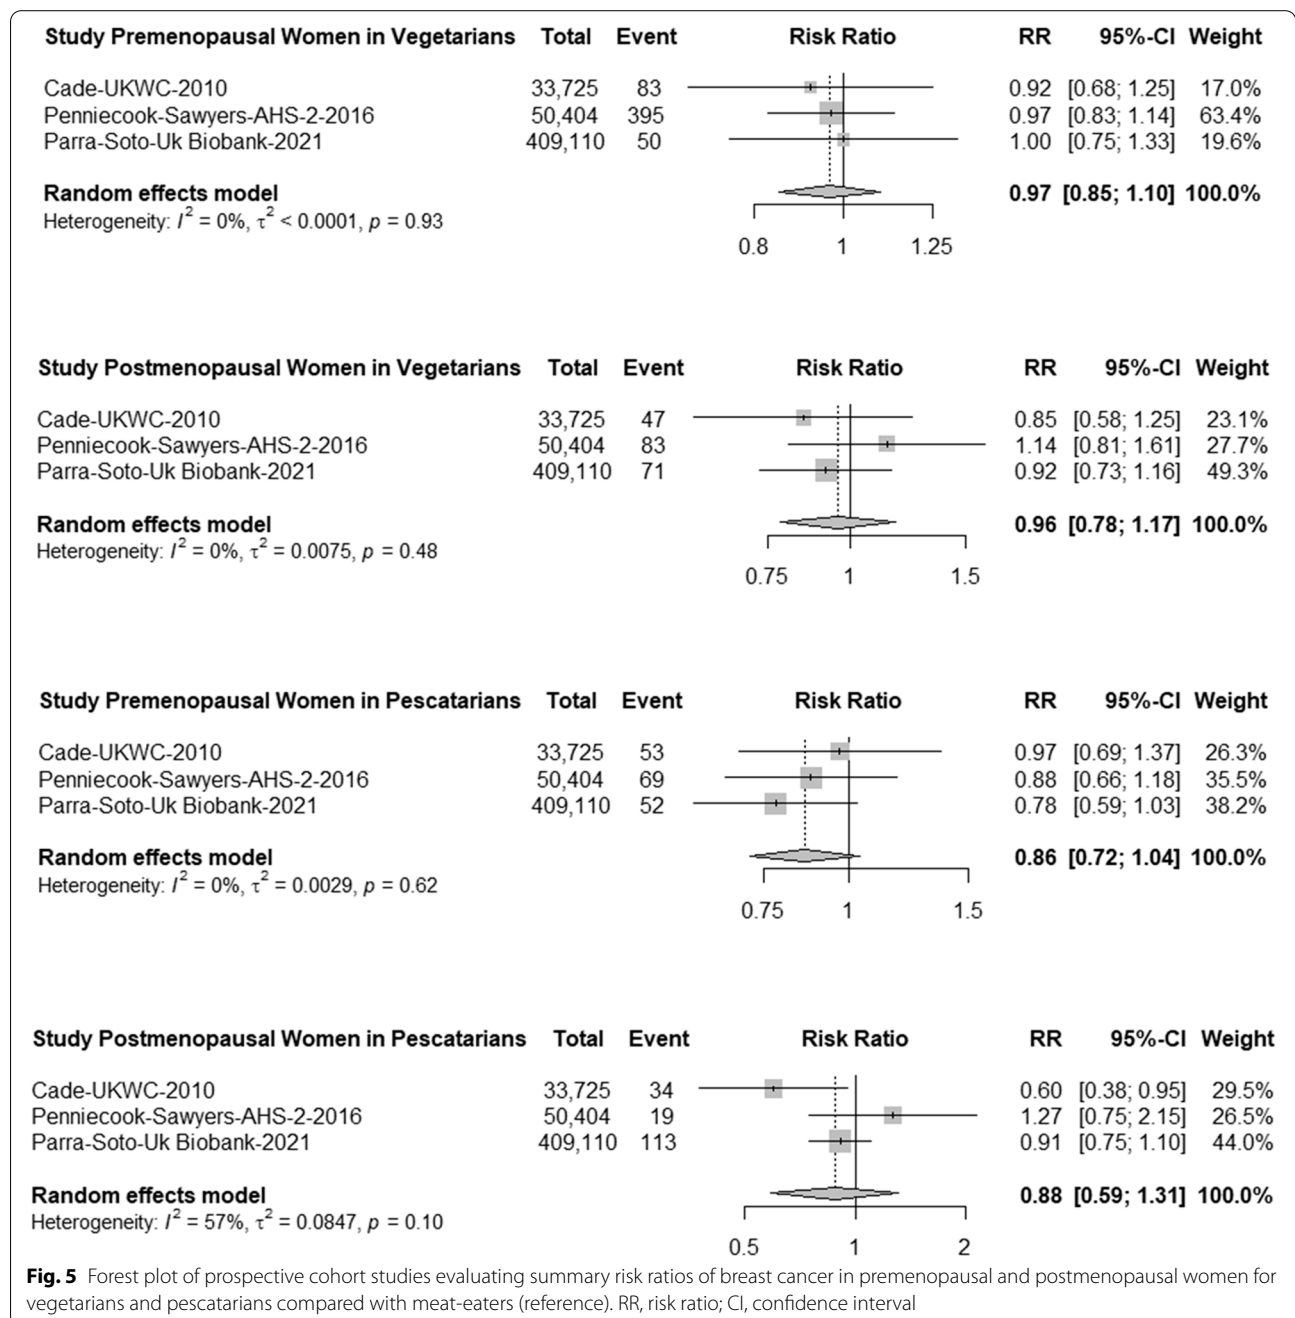 Study Premenopausal Women in Vegetarians Total Event Risk Ratio RR 95%-CI Weight
Cade-UKWC-2010 33,725 83 0.92 [0.68; 1.25] 17.0%
Penniecook-Sawyers-AHS-2-2016 50,404 395 0.97 [0.83; 1.14] 63.4%
Parra-Soto-Uk Biobank-2021 409,110 50 1.00 [0.75; 1.33] 19.6%
Random effects model 0.97 [0.85; 1.10] 100.0%
Heterogeneity: I² = 0%, τ² < 0.0001, p = 0.93
0.8 1 1.25
Study Postmenopausal Women in Vegetarians Total Event Risk Ratio RR 95%-CI Weight
Cade-UKWC-2010 33,725 47 0.85 [0.58; 1.25] 23.1%
Penniecook-Sawyers-AHS-2-2016 50,404 83 1.14 [0.81; 1.61] 27.7%
Parra-Soto-Uk Biobank-2021 409,110 71 0.92 [0.73; 1.16] 49.3%
Random effects model 0.96 [0.78; 1.17] 100.0%
Heterogeneity: I² = 0%, τ² = 0.0075, p = 0.48
0.75 1 1.5
Study Premenopausal Women in Pescatarians Total Event Risk Ratio RR 95%-CI Weight
Cade-UKWC-2010 33,725 53 0.97 [0.69; 1.37] 26.3%
Penniecook-Sawyers-AHS-2-2016 50,404 69 0.88 [0.66; 1.18] 35.5%
Parra-Soto-Uk Biobank-2021 409,110 52 0.78 [0.59; 1.03] 38.2%
Random effects model 0.86 [0.72; 1.04] 100.0%
Heterogeneity: I² = 0%, τ² = 0.0029, p = 0.62
0.75 1 1.5
Study Postmenopausal Women in Pescatarians Total Event Risk Ratio RR 95%-CI Weight
Cade-UKWC-2010 33,725 34 0.60 [0.38; 0.95] 29.5%
Penniecook-Sawyers-AHS-2-2016 50,404 19 1.27 [0.75; 2.15] 26.5%
Parra-Soto-Uk Biobank-2021 409,110 113 0.91 [0.75; 1.10] 44.0%
Random effects model 0.88 [0.59; 1.31] 100.0%
Heterogeneity: I² = 57%, τ² = 0.0847, p = 0.10
0.5 1 2
Fig. 5 Forest plot of prospective cohort studies evaluating summary risk ratios of breast cancer in premenopausal and postmenopausal women for
vegetarians and pescatarians compared with meat-eaters (reference). RR, risk ratio; CI, confidence interval